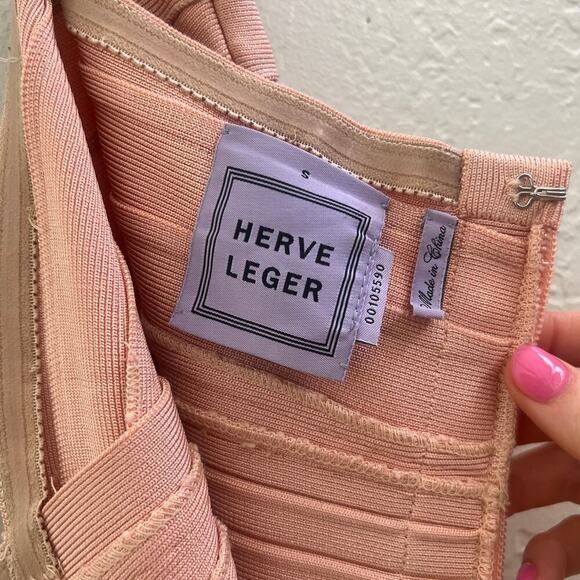 S
HERVE
LEGER
00105590
Made in China